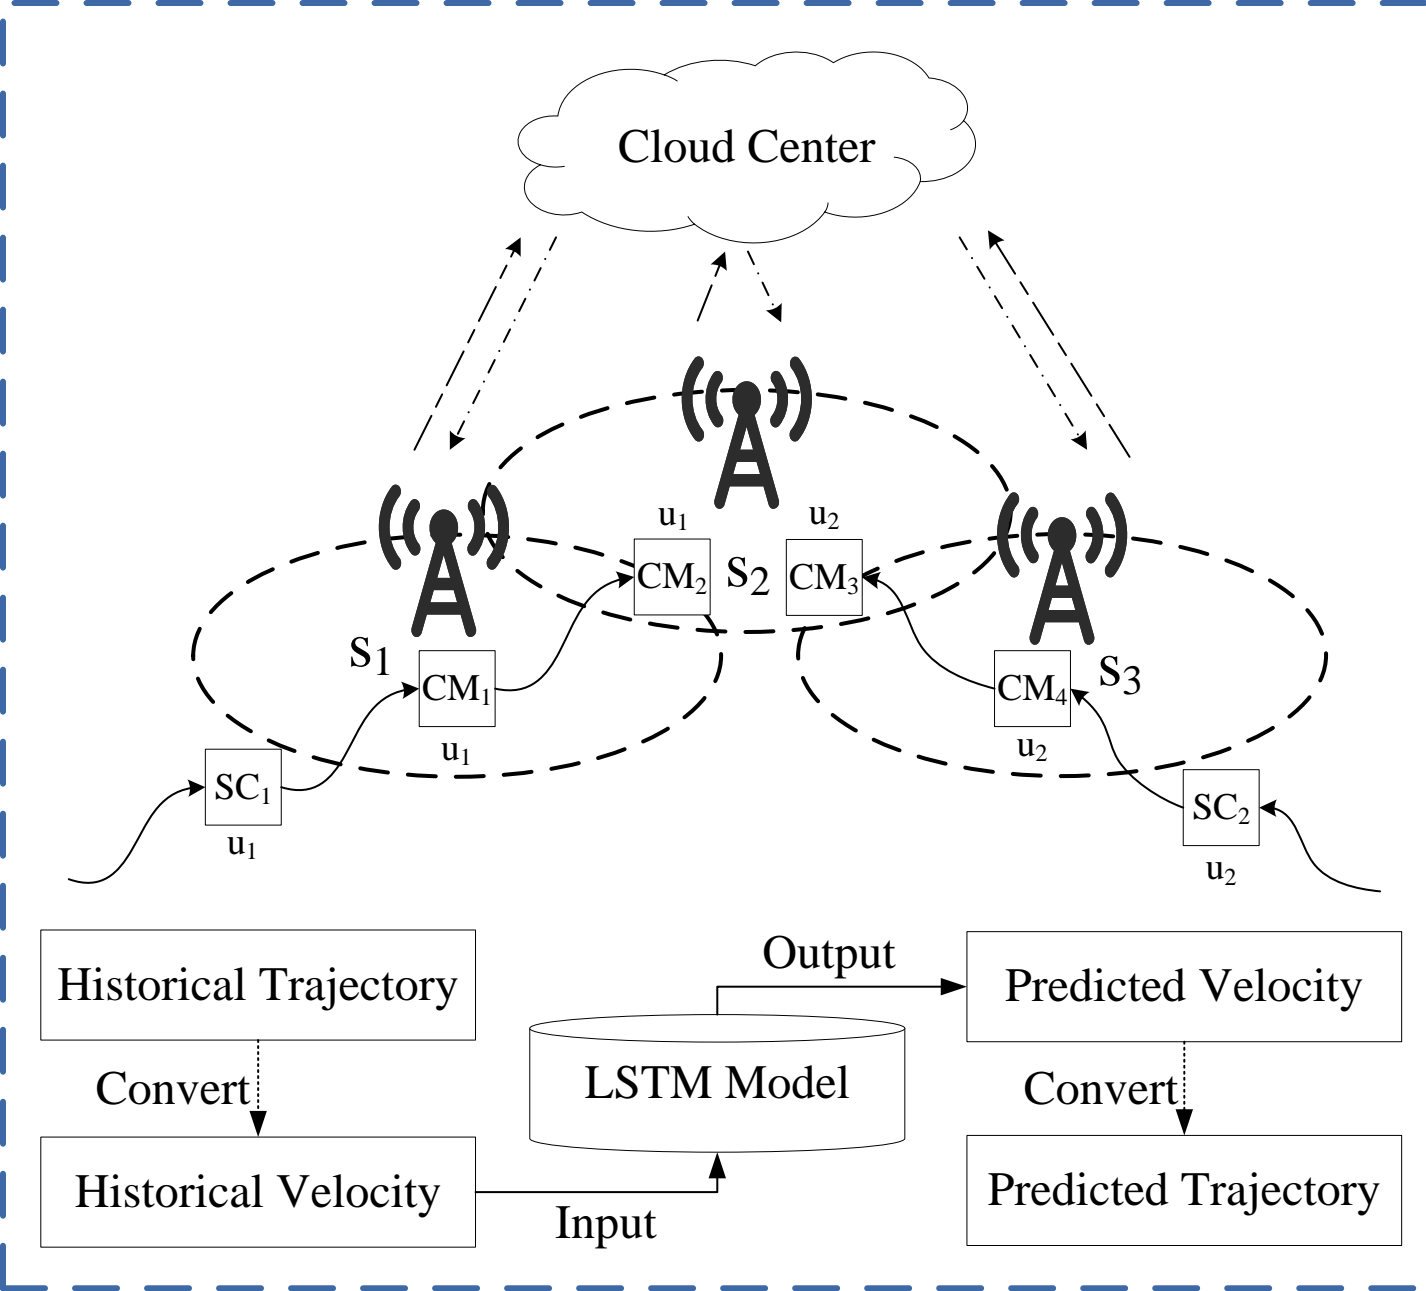 Cloud Center
u₁
u₂
CM₂
S₂
CM₃
S₁
CM₁
u₁
CM₄
S₃
u₂
SC₁
u₁
SC₂
u₂
Historical Trajectory
Output
Predicted Velocity
Convert
LSTM Model
Convert
Historical Velocity
Input
Predicted Trajectory